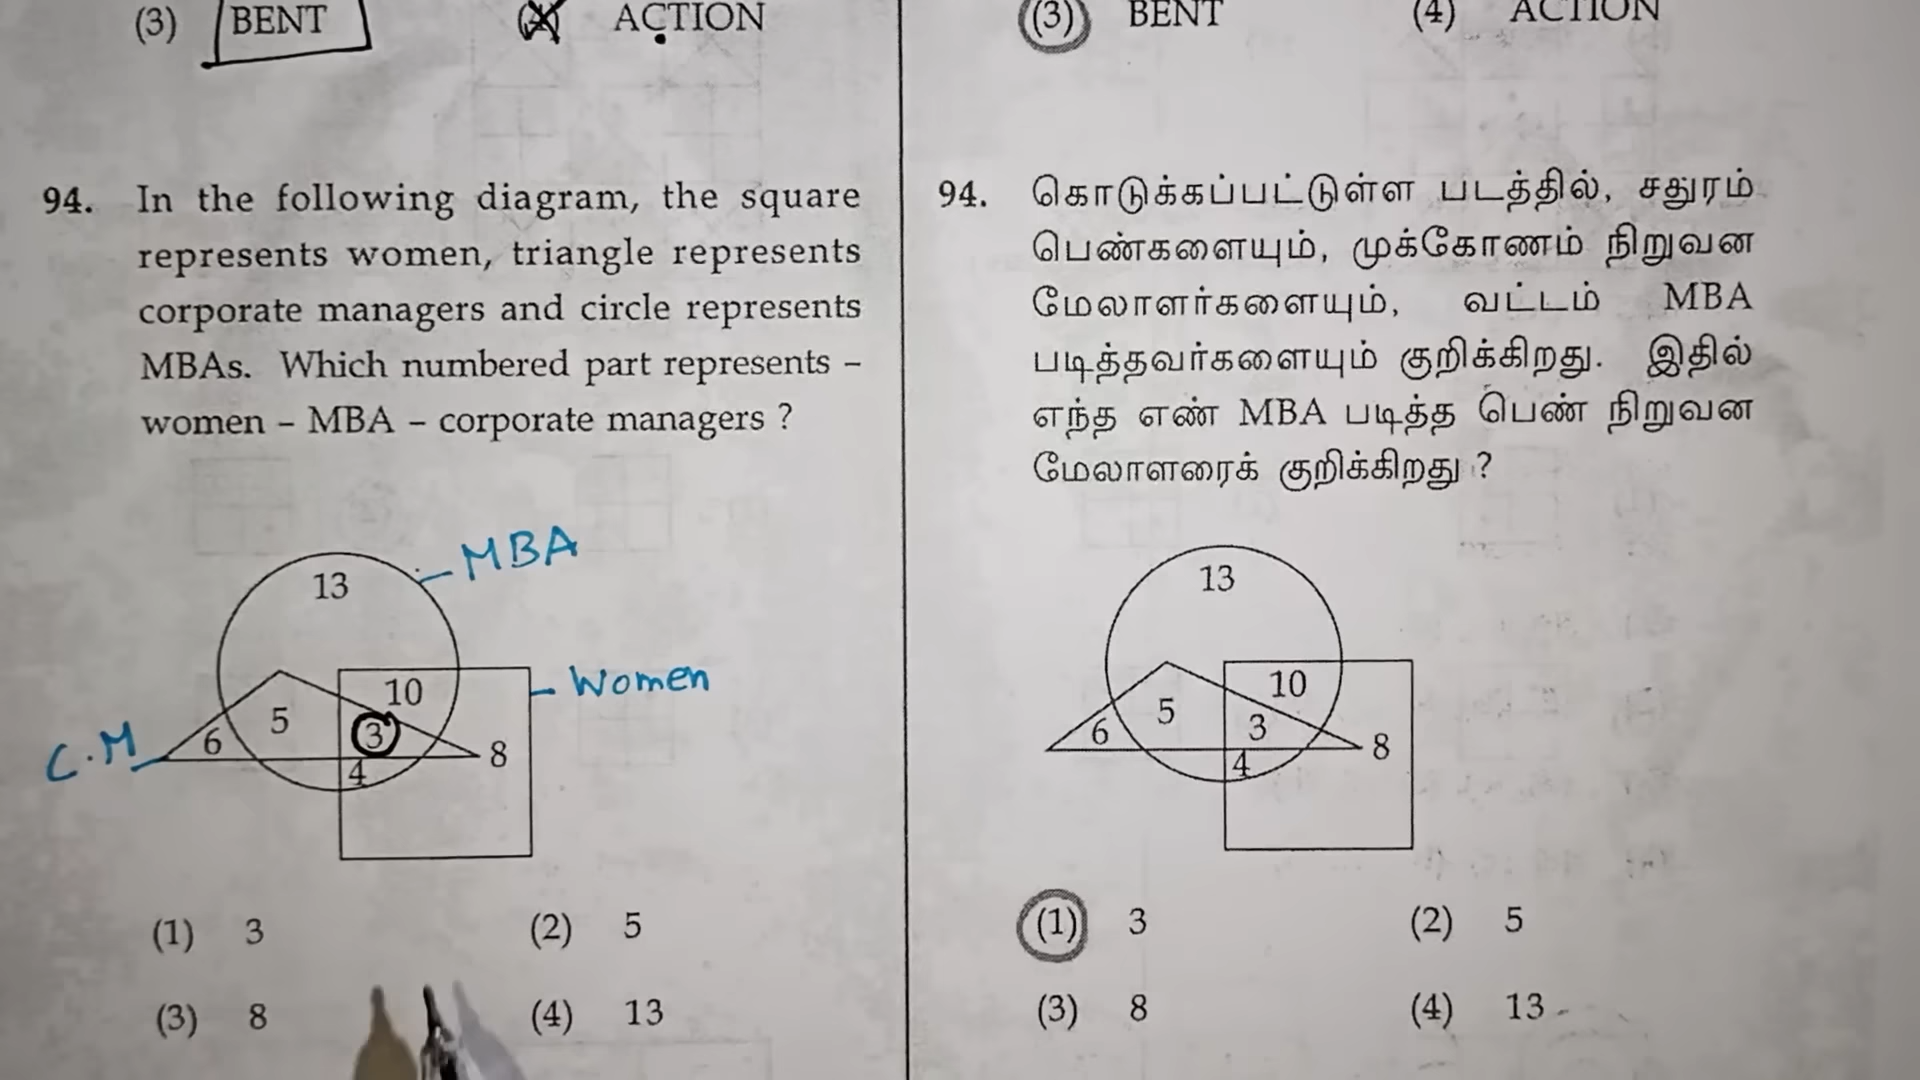 (3) BENT (4) ACTION
94. In the following diagram, the square
represents women, triangle represents
corporate managers and circle represents
MBAs. Which numbered part represents –
women – MBA – corporate managers ?
MBA
13
Women
10
5
3
C.M
6
8
4
(1) 3 (2) 5
(3) 8 (4) 13
(3) BENT (4) ACTION
94. கொடுக்கப்பட்டுள்ள படத்தில், சதுரம்
பெண்களையும், முக்கோணம் நிறுவன
மேலாளர்களையும், வட்டம் MBA
படித்தவர்களையும் குறிக்கிறது. இதில்
எந்த எண் MBA படித்த பெண் நிறுவன
மேலாளரைக் குறிக்கிறது ?
13
10
5
3
6
8
4
(1) 3 (2) 5
(3) 8 (4) 13